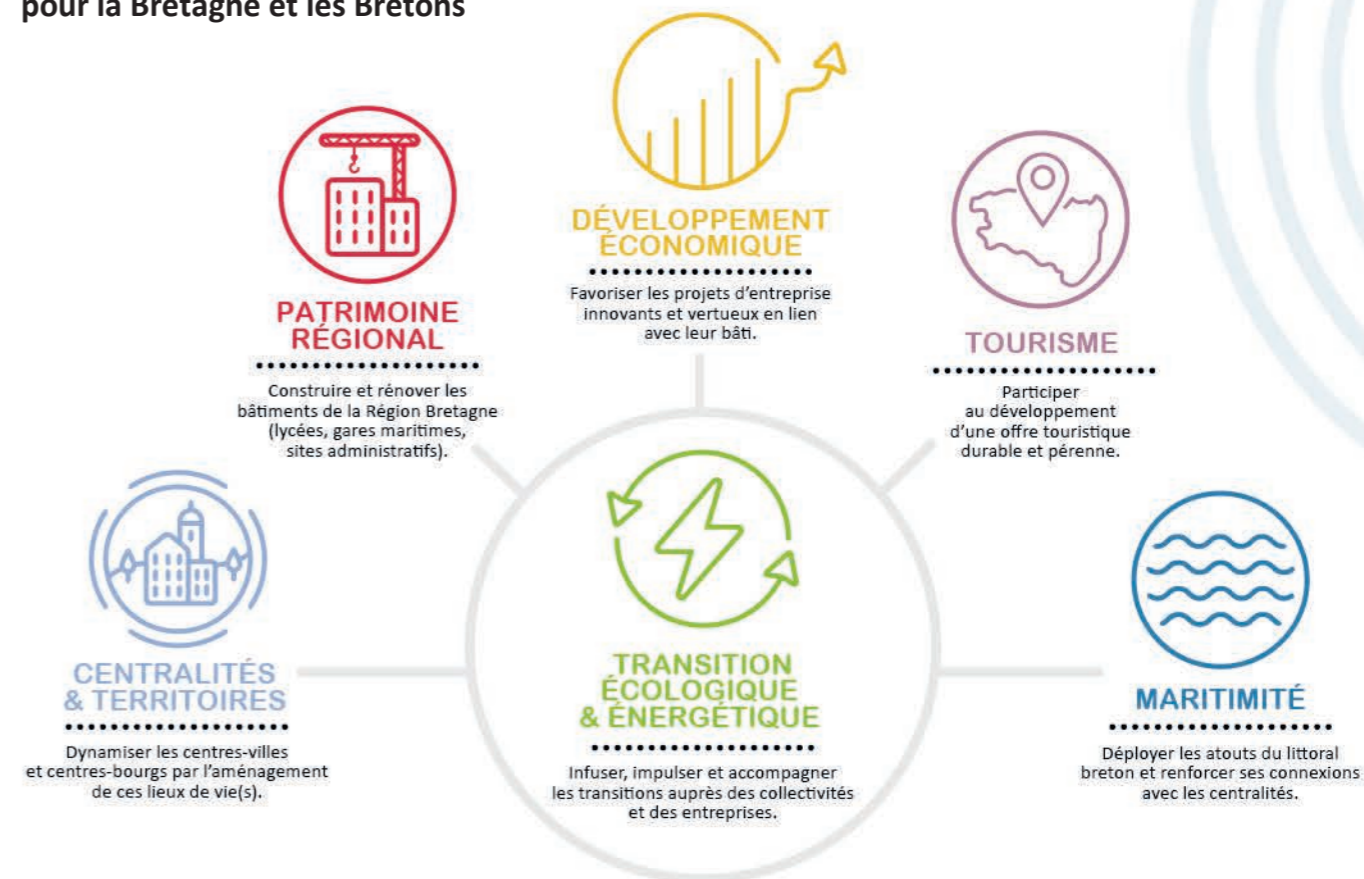 pour la Bretagne et les Bretons
DÉVELOPPEMENT
ÉCONOMIQUE
Favoriser les projets d'entreprise
innovants et vertueux en lien
avec leur bâti.
PATRIMOINE
RÉGIONAL
Construire et rénover les
bâtiments de la Région Bretagne
(lycées, gares maritimes,
sites administratifs).
TOURISME
Participer
au développement
d'une offre touristique
durable et pérenne.
CENTRALITÉS
& TERRITOIRES
Dynamiser les centres-villes
et centres-bourgs par l'aménagement
de ces lieux de vie(s).
TRANSITION
ÉCOLOGIQUE
& ÉNERGÉTIQUE
Infuser, impulser et accompagner
les transitions auprès des collectivités
et des entreprises.
MARITIMITÉ
Déployer les atouts du littoral
breton et renforcer ses connexions
avec les centralités.